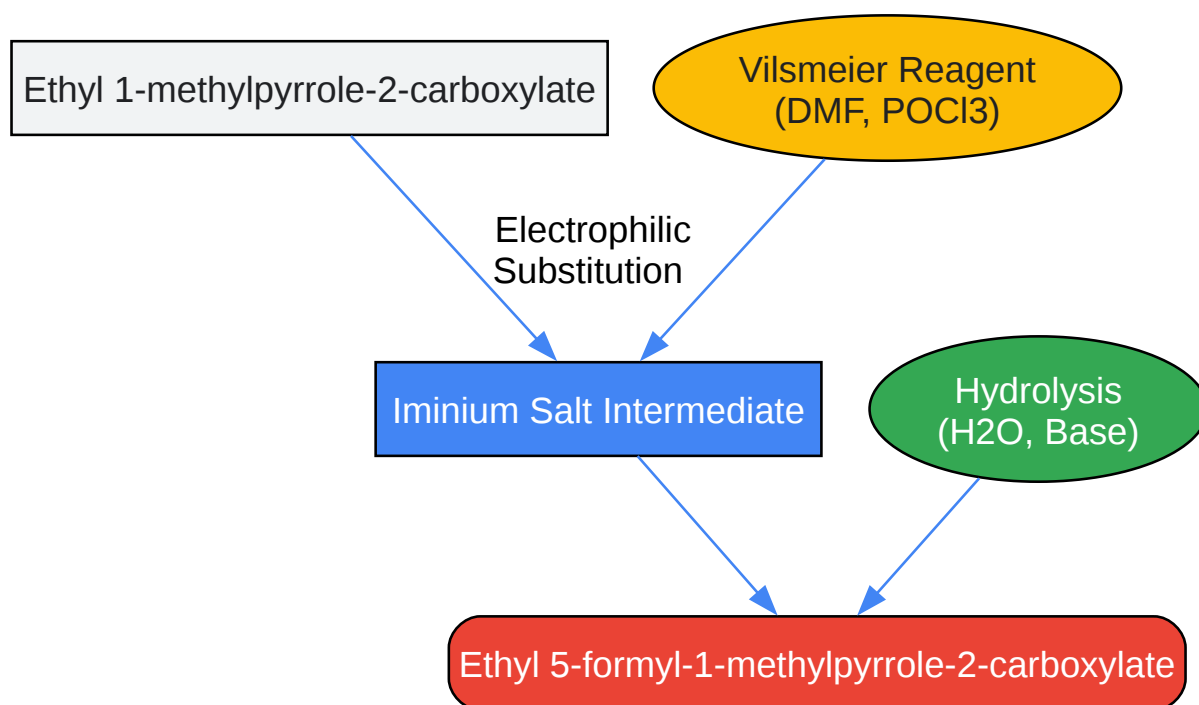 Ethyl 1-methylpyrrole-2-carboxylate
Vilsmeier Reagent
(DMF, POCl3)
Electrophilic
Substitution
Iminium Salt Intermediate
Hydrolysis
(H2O, Base)
Ethyl 5-formyl-1-methylpyrrole-2-carboxylate